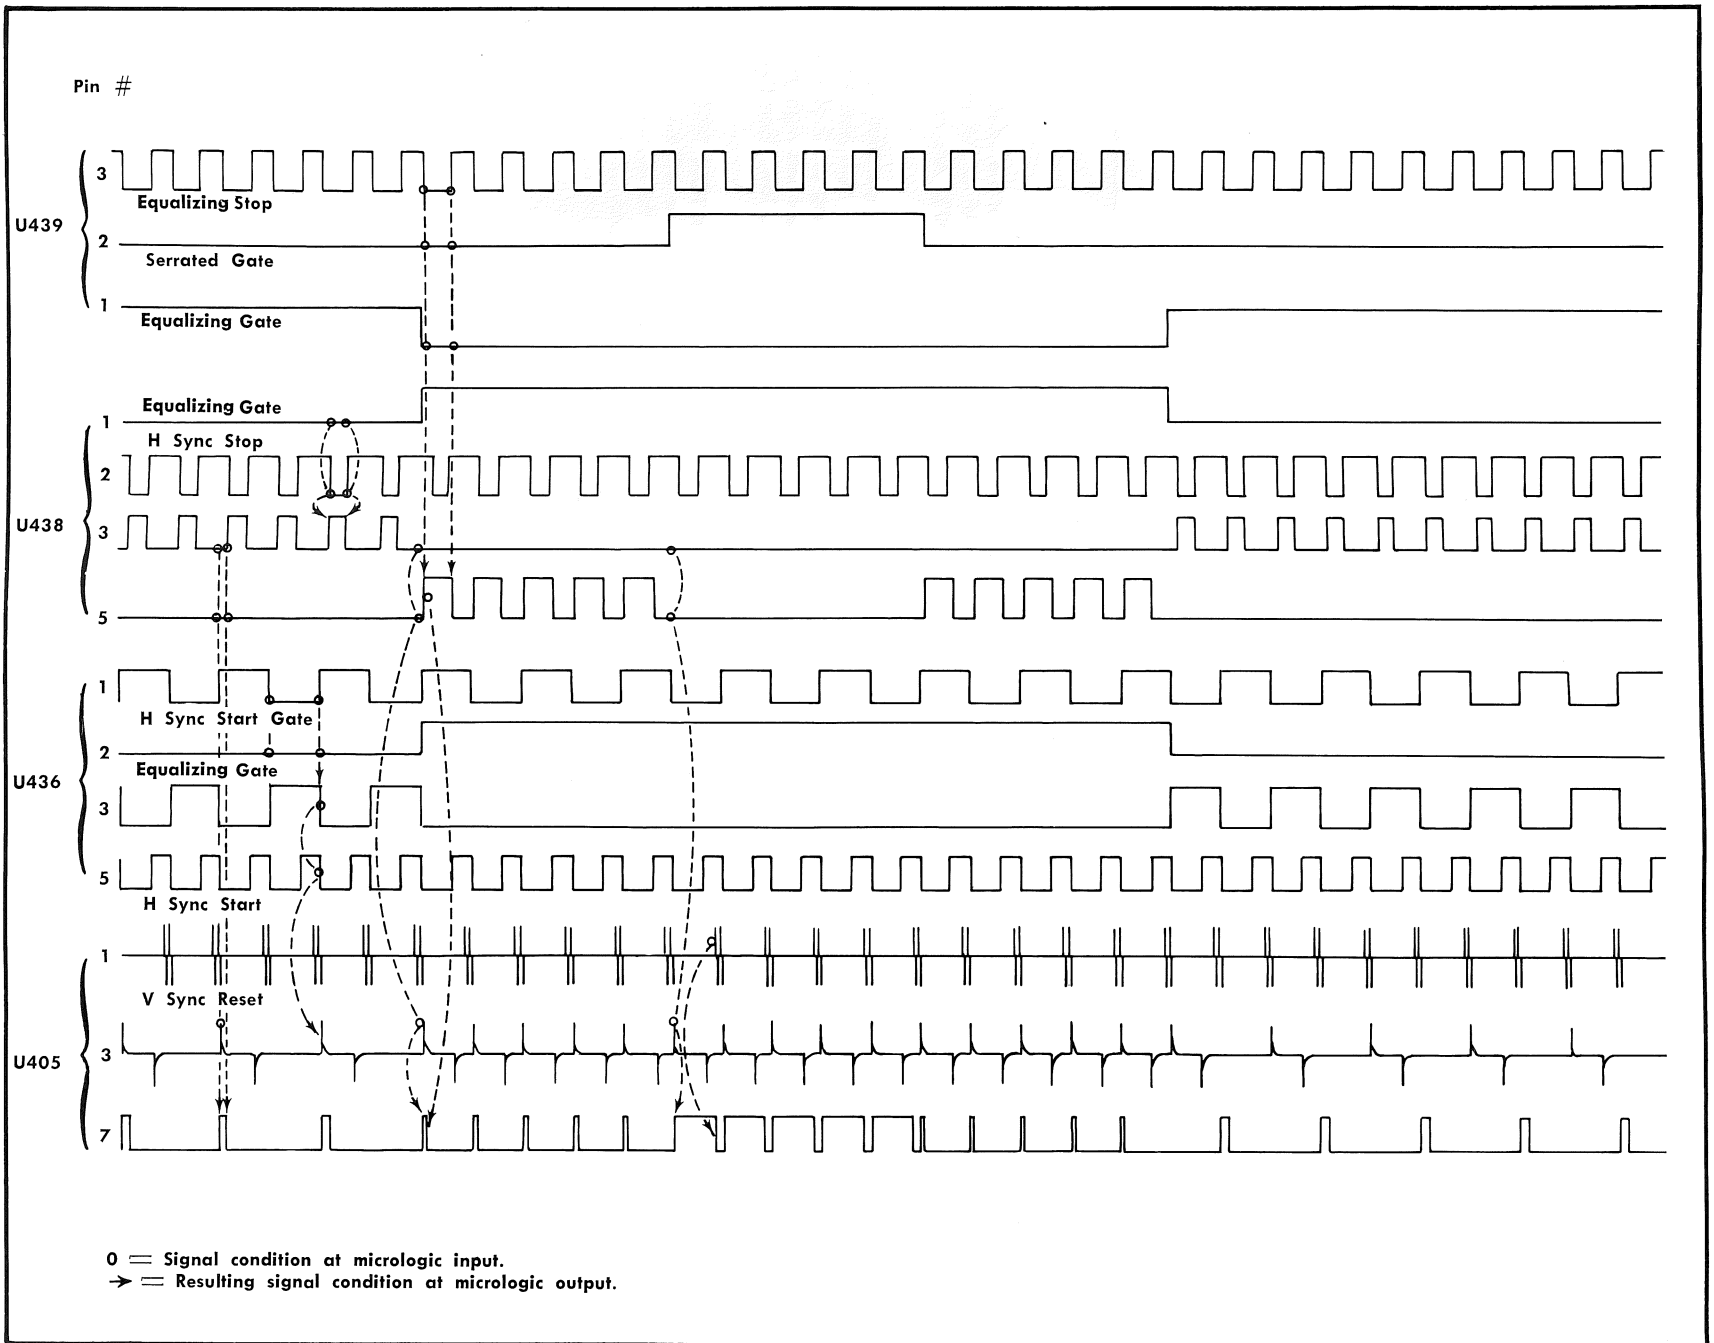 Pin #
3
Equalizing Stop
U439
2
Serrated Gate
1
Equalizing Gate
Equalizing Gate
1
H Sync Stop
2
U438
3
5
1
H Sync Start Gate
2
Equalizing Gate
U436
3
5
H Sync Start
1
V Sync Reset
U405
3
7
O = Signal condition at micrologic input.
→ = Resulting signal condition at micrologic output.